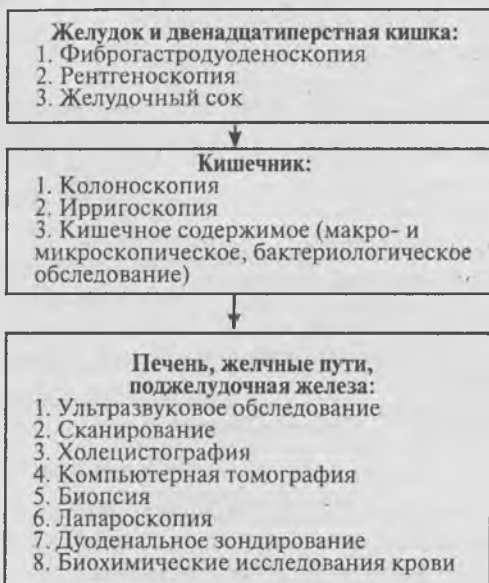 Желудок и двенадцатиперстная кишка:
1. Фиброгастродуоденоскопия
2. Рентгеноскопия
3. Желудочный сок
Кишечник:
1. Колоноскопия
2. Ирригоскопия
3. Кишечное содержимое (макро- и
микроскопическое, бактериологическое
обследование)
Печень, желчные пути,
поджелудочная железа:
1. Ультразвуковое обследование
2. Сканирование
3. Холецистография
4. Компьютерная томография
5. Биопсия
6. Лапароскопия
7. Дуоденальное зондирование
8. Биохимические исследования крови